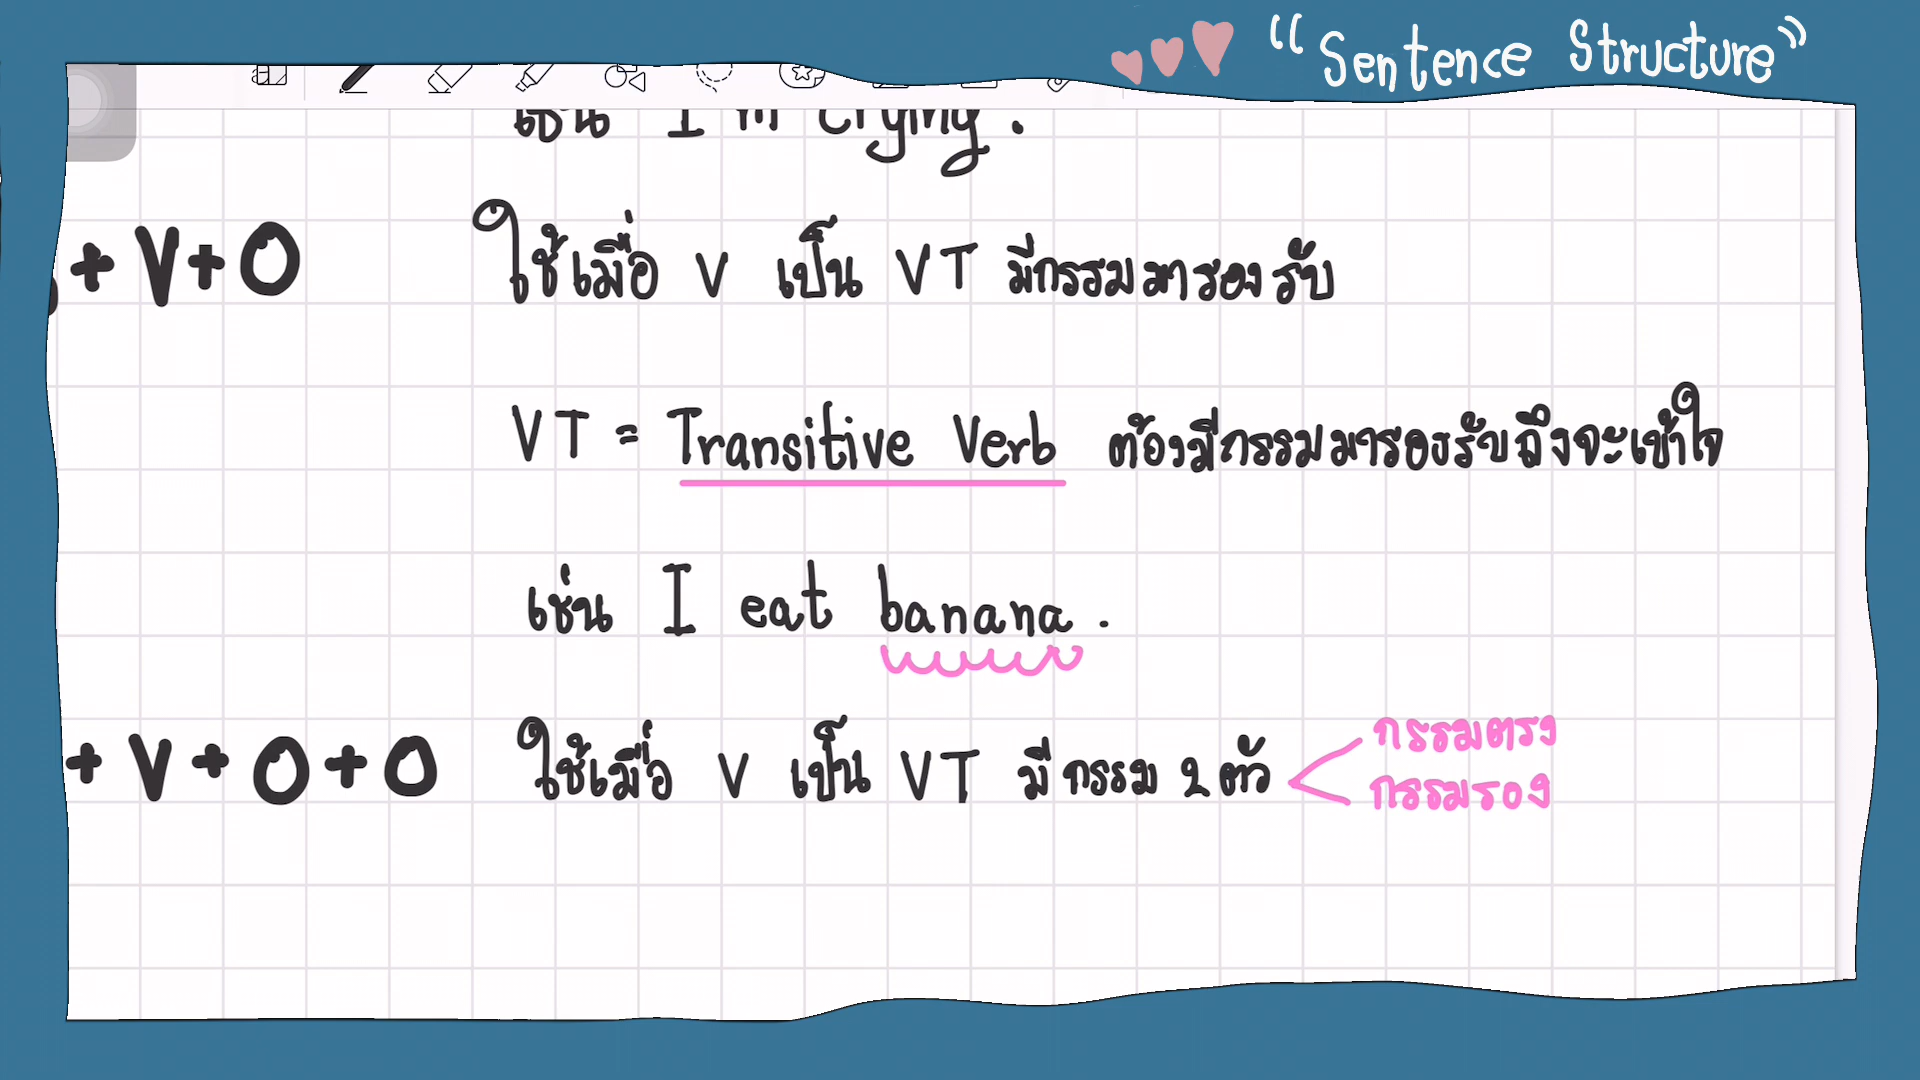 “Sentence Structure”
เช่น I'm crying.
+ V + O ใช้เมื่อ V เป็น VT มีกรรมมารองรับ
VT = Transitive Verb ต้องมีกรรมมารองรับถึงจะเข้าใจ
เช่น I eat banana.
+ V + O + O ใช้เมื่อ V เป็น VT มีกรรม 2 ตัว
กรรมตรง
กรรมรอง